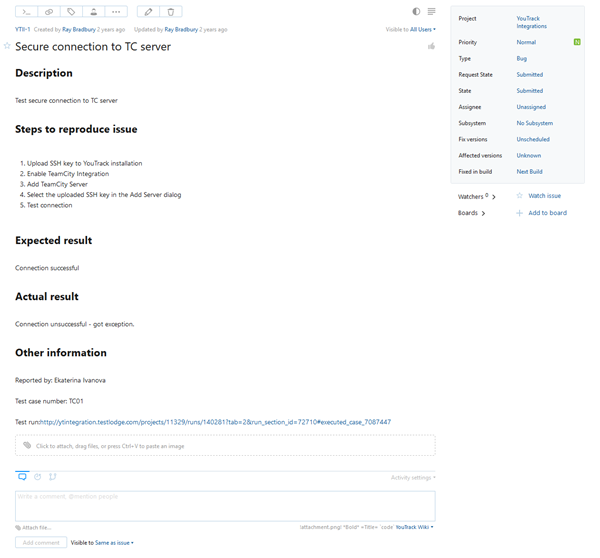 YTII-1 Created by Ray Bradbury 2 years ago Updated by Ray Bradbury 2 years ago Visible to All Users
Secure connection to TC server
Description
Test secure connection to TC server
Steps to reproduce issue
1. Upload SSH key to YouTrack installation
2. Enable TeamCity Integration
3. Add TeamCity Server
4. Select the uploaded SSH key in the Add Server dialog
5. Test connection
Expected result
Connection successful
Actual result
Connection unsuccessful - got exception.
Other information
Reported by: Ekaterina Ivanova
Test case number: TC01
Test run:http://ytintegration.testlodge.com/projects/11329/runs/140281?tab=2&run_section_id=72710#executed_case_7087447
Click to attach, drag files, or press Ctrl+V to paste an image
Activity settings
Write a comment, @mention people
Attach file...
!attachment.png! *Bold* =Title= `code` YouTrack Wiki
Add comment Visible to Same as issue
Project YouTrack Integrations
Priority Normal N
Type Bug
Request State Submitted
State Submitted
Assignee Unassigned
Subsystem No Subsystem
Fix versions Unscheduled
Affected versions Unknown
Fixed in build Next Build
Watchers 0 Watch issue
Boards Add to board